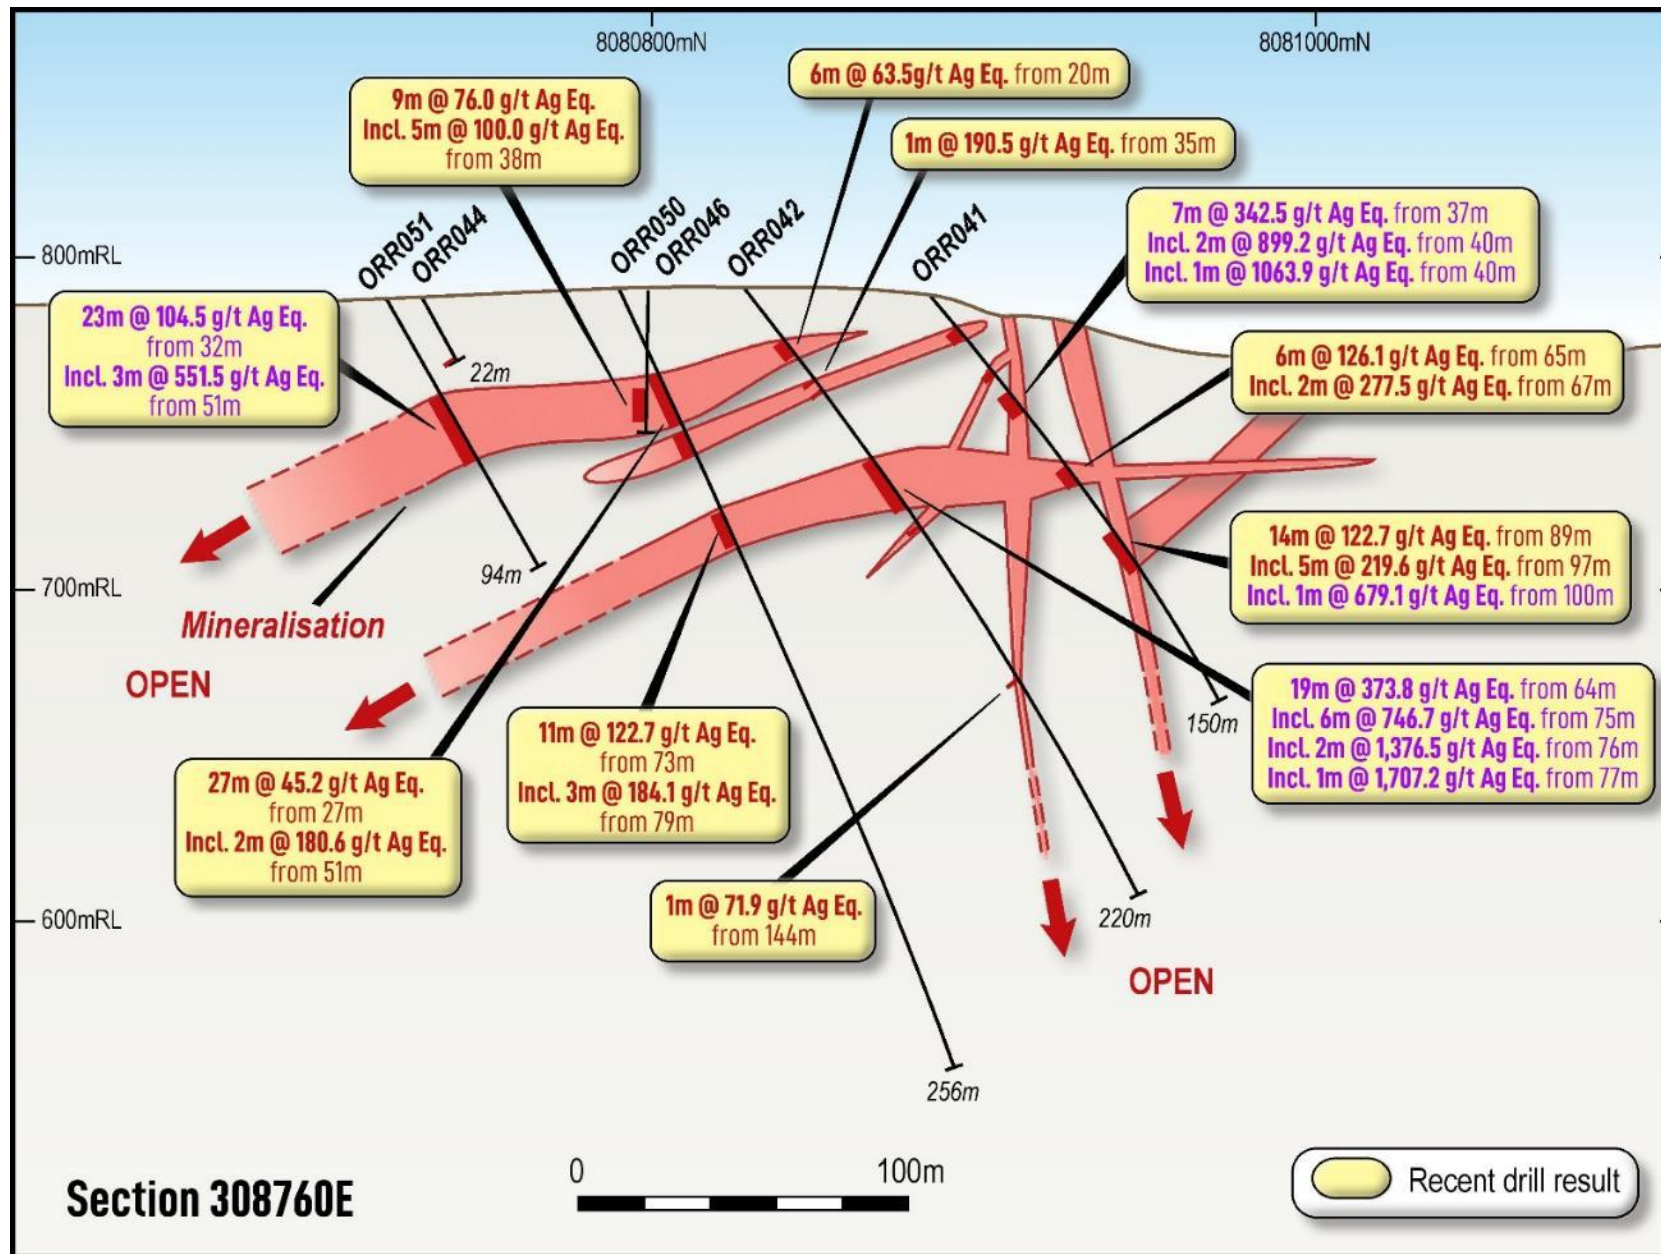 8080800mN
8081000mN
6m @ 63.5g/t Ag Eq. from 20m
9m @ 76.0 g/t Ag Eq.
Incl. 5m @ 100.0 g/t Ag Eq.
from 38m
1m @ 190.5 g/t Ag Eq. from 35m
7m @ 342.5 g/t Ag Eq. from 37m
Incl. 2m @ 899.2 g/t Ag Eq. from 40m
Incl. 1m @ 1063.9 g/t Ag Eq. from 40m
ORR051
ORR044
ORR050
ORR046
ORR042
ORR041
800mRL
23m @ 104.5 g/t Ag Eq.
from 32m
Incl. 3m @ 551.5 g/t Ag Eq.
from 51m
22m
6m @ 126.1 g/t Ag Eq. from 65m
Incl. 2m @ 277.5 g/t Ag Eq. from 67m
14m @ 122.7 g/t Ag Eq. from 89m
Incl. 5m @ 219.6 g/t Ag Eq. from 97m
Incl. 1m @ 679.1 g/t Ag Eq. from 100m
94m
700mRL
Mineralisation
OPEN
19m @ 373.8 g/t Ag Eq. from 64m
Incl. 6m @ 746.7 g/t Ag Eq. from 75m
Incl. 2m @ 1,376.5 g/t Ag Eq. from 76m
Incl. 1m @ 1,707.2 g/t Ag Eq. from 77m
150m
11m @ 122.7 g/t Ag Eq.
from 73m
Incl. 3m @ 184.1 g/t Ag Eq.
from 79m
27m @ 45.2 g/t Ag Eq.
from 27m
Incl. 2m @ 180.6 g/t Ag Eq.
from 51m
1m @ 71.9 g/t Ag Eq.
from 144m
220m
600mRL
OPEN
256m
0
100m
Section 308760E
Recent drill result